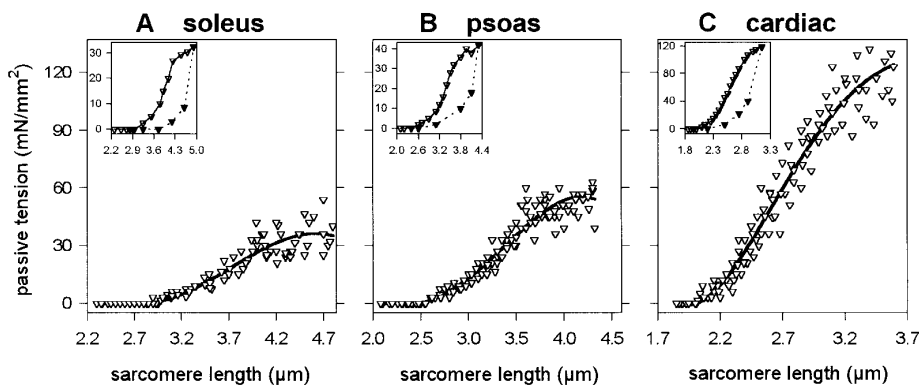 A soleus
B psoas
C cardiac
30
20
10
0
2.2 2.9 3.6 4.3 5.0
40
30
20
10
0
2.0 2.6 3.2 3.8 4.4
120
80
40
0
1.8 2.3 2.8 3.3
passive tension (mN/mm²)
120
90
60
30
0
2.2 2.7 3.2 3.7 4.2 4.7
2.0 2.5 3.0 3.5 4.0 4.5
1.7 2.2 2.7 3.2 3.7
sarcomere length (µm)
sarcomere length (µm)
sarcomere length (µm)